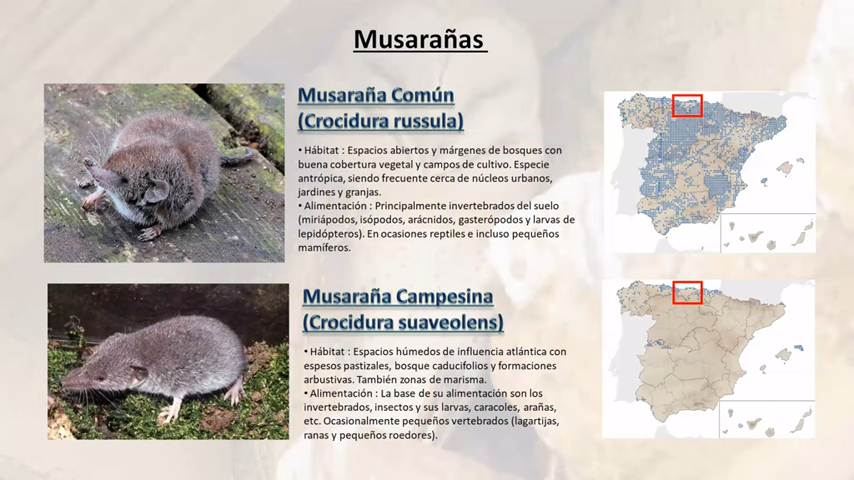 Musarañas
Musaraña Común
(Crocidura russula)
• Hábitat : Espacios abiertos y márgenes de bosques con
buena cobertura vegetal y campos de cultivo. Especie
antrópica, siendo frecuente cerca de núcleos urbanos,
jardines y granjas.
• Alimentación : Principalmente invertebrados del suelo
(miriápodos, isópodos, arácnidos, gasterópodos y larvas de
lepidópteros). En ocasiones reptiles e incluso pequeños
mamíferos.
Musaraña Campesina
(Crocidura suaveolens)
• Hábitat : Espacios húmedos de influencia atlántica con
espesos pastizales, bosque caducifolios y formaciones
arbustivas. También zonas de marisma.
• Alimentación : La base de su alimentación son los
invertebrados, insectos y sus larvas, caracoles, arañas,
etc. Ocasionalmente pequeños vertebrados (lagartijas,
ranas y pequeños roedores).